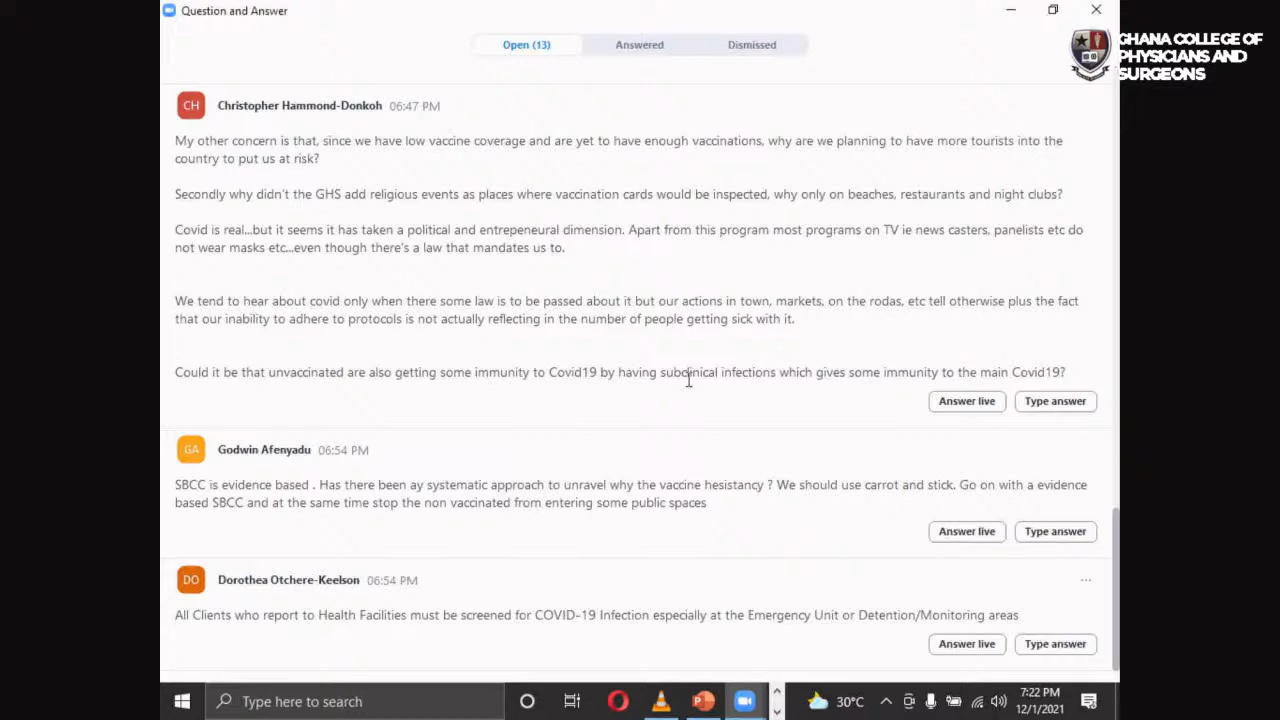 Question and Answer
Open (13)
Answered
Dismissed
GHANA COLLEGE OF
PHYSICIANS AND
SURGEONS
CH
Christopher Hammond-Donkoh 06:47 PM
My other concern is that, since we have low vaccine coverage and are yet to have enough vaccinations, why are we planning to have more tourists into the
country to put us at risk?
Secondly why didn't the GHS add religious events as places where vaccination cards would be inspected, why only on beaches, restaurants and night clubs?
Covid is real...but it seems it has taken a political and entrepeneural dimension. Apart from this program most programs on TV ie news casters, panelists etc do
not wear masks etc...even though there's a law that mandates us to.
We tend to hear about covid only when there some law is to be passed about it but our actions in town, markets, on the rodas, etc tell otherwise plus the fact
that our inability to adhere to protocols is not actually reflecting in the number of people getting sick with it.
Could it be that unvaccinated are also getting some immunity to Covid19 by having subclinical infections which gives some immunity to the main Covid19?
Answer live
Type answer
GA
Godwin Afenyadu 06:54 PM
SBCC is evidence based . Has there been ay systematic approach to unravel why the vaccine hesistancy ? We should use carrot and stick. Go on with a evidence
based SBCC and at the same time stop the non vaccinated from entering some public spaces
Answer live
Type answer
DO
Dorothea Otchere-Keelson 06:54 PM
All Clients who report to Health Facilities must be screened for COVID-19 Infection especially at the Emergency Unit or Detention/Monitoring areas
Answer live
Type answer
Type here to search
30°C
7:22 PM
12/1/2021